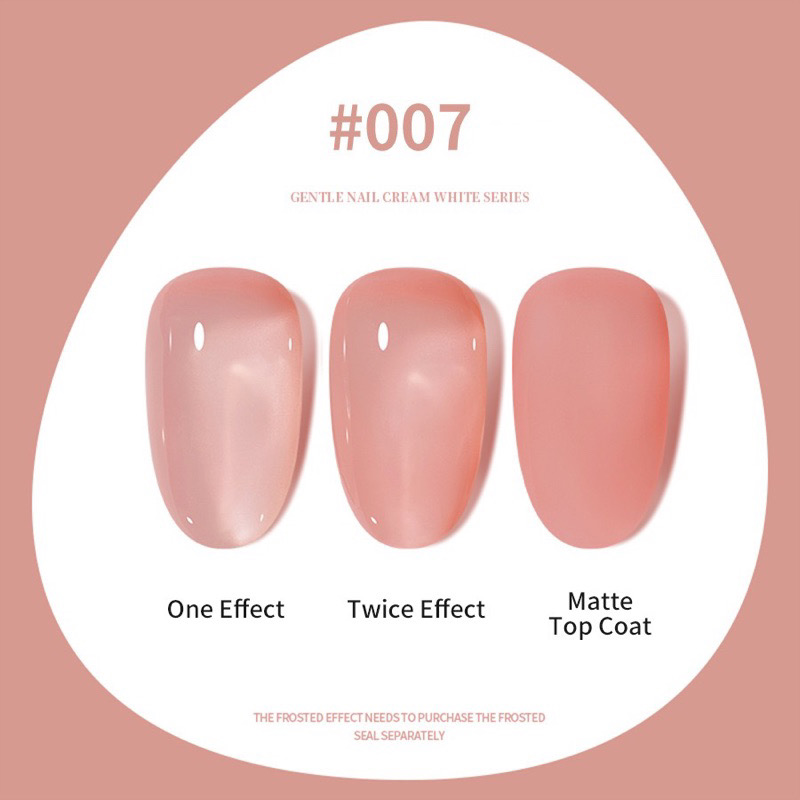 #007
GENTLE NAIL CREAM WHITE SERIES
One Effect
Twice Effect
Matte
Top Coat
THE FROSTED EFFECT NEEDS TO PURCHASE THE FROSTED
SEAL SEPARATELY